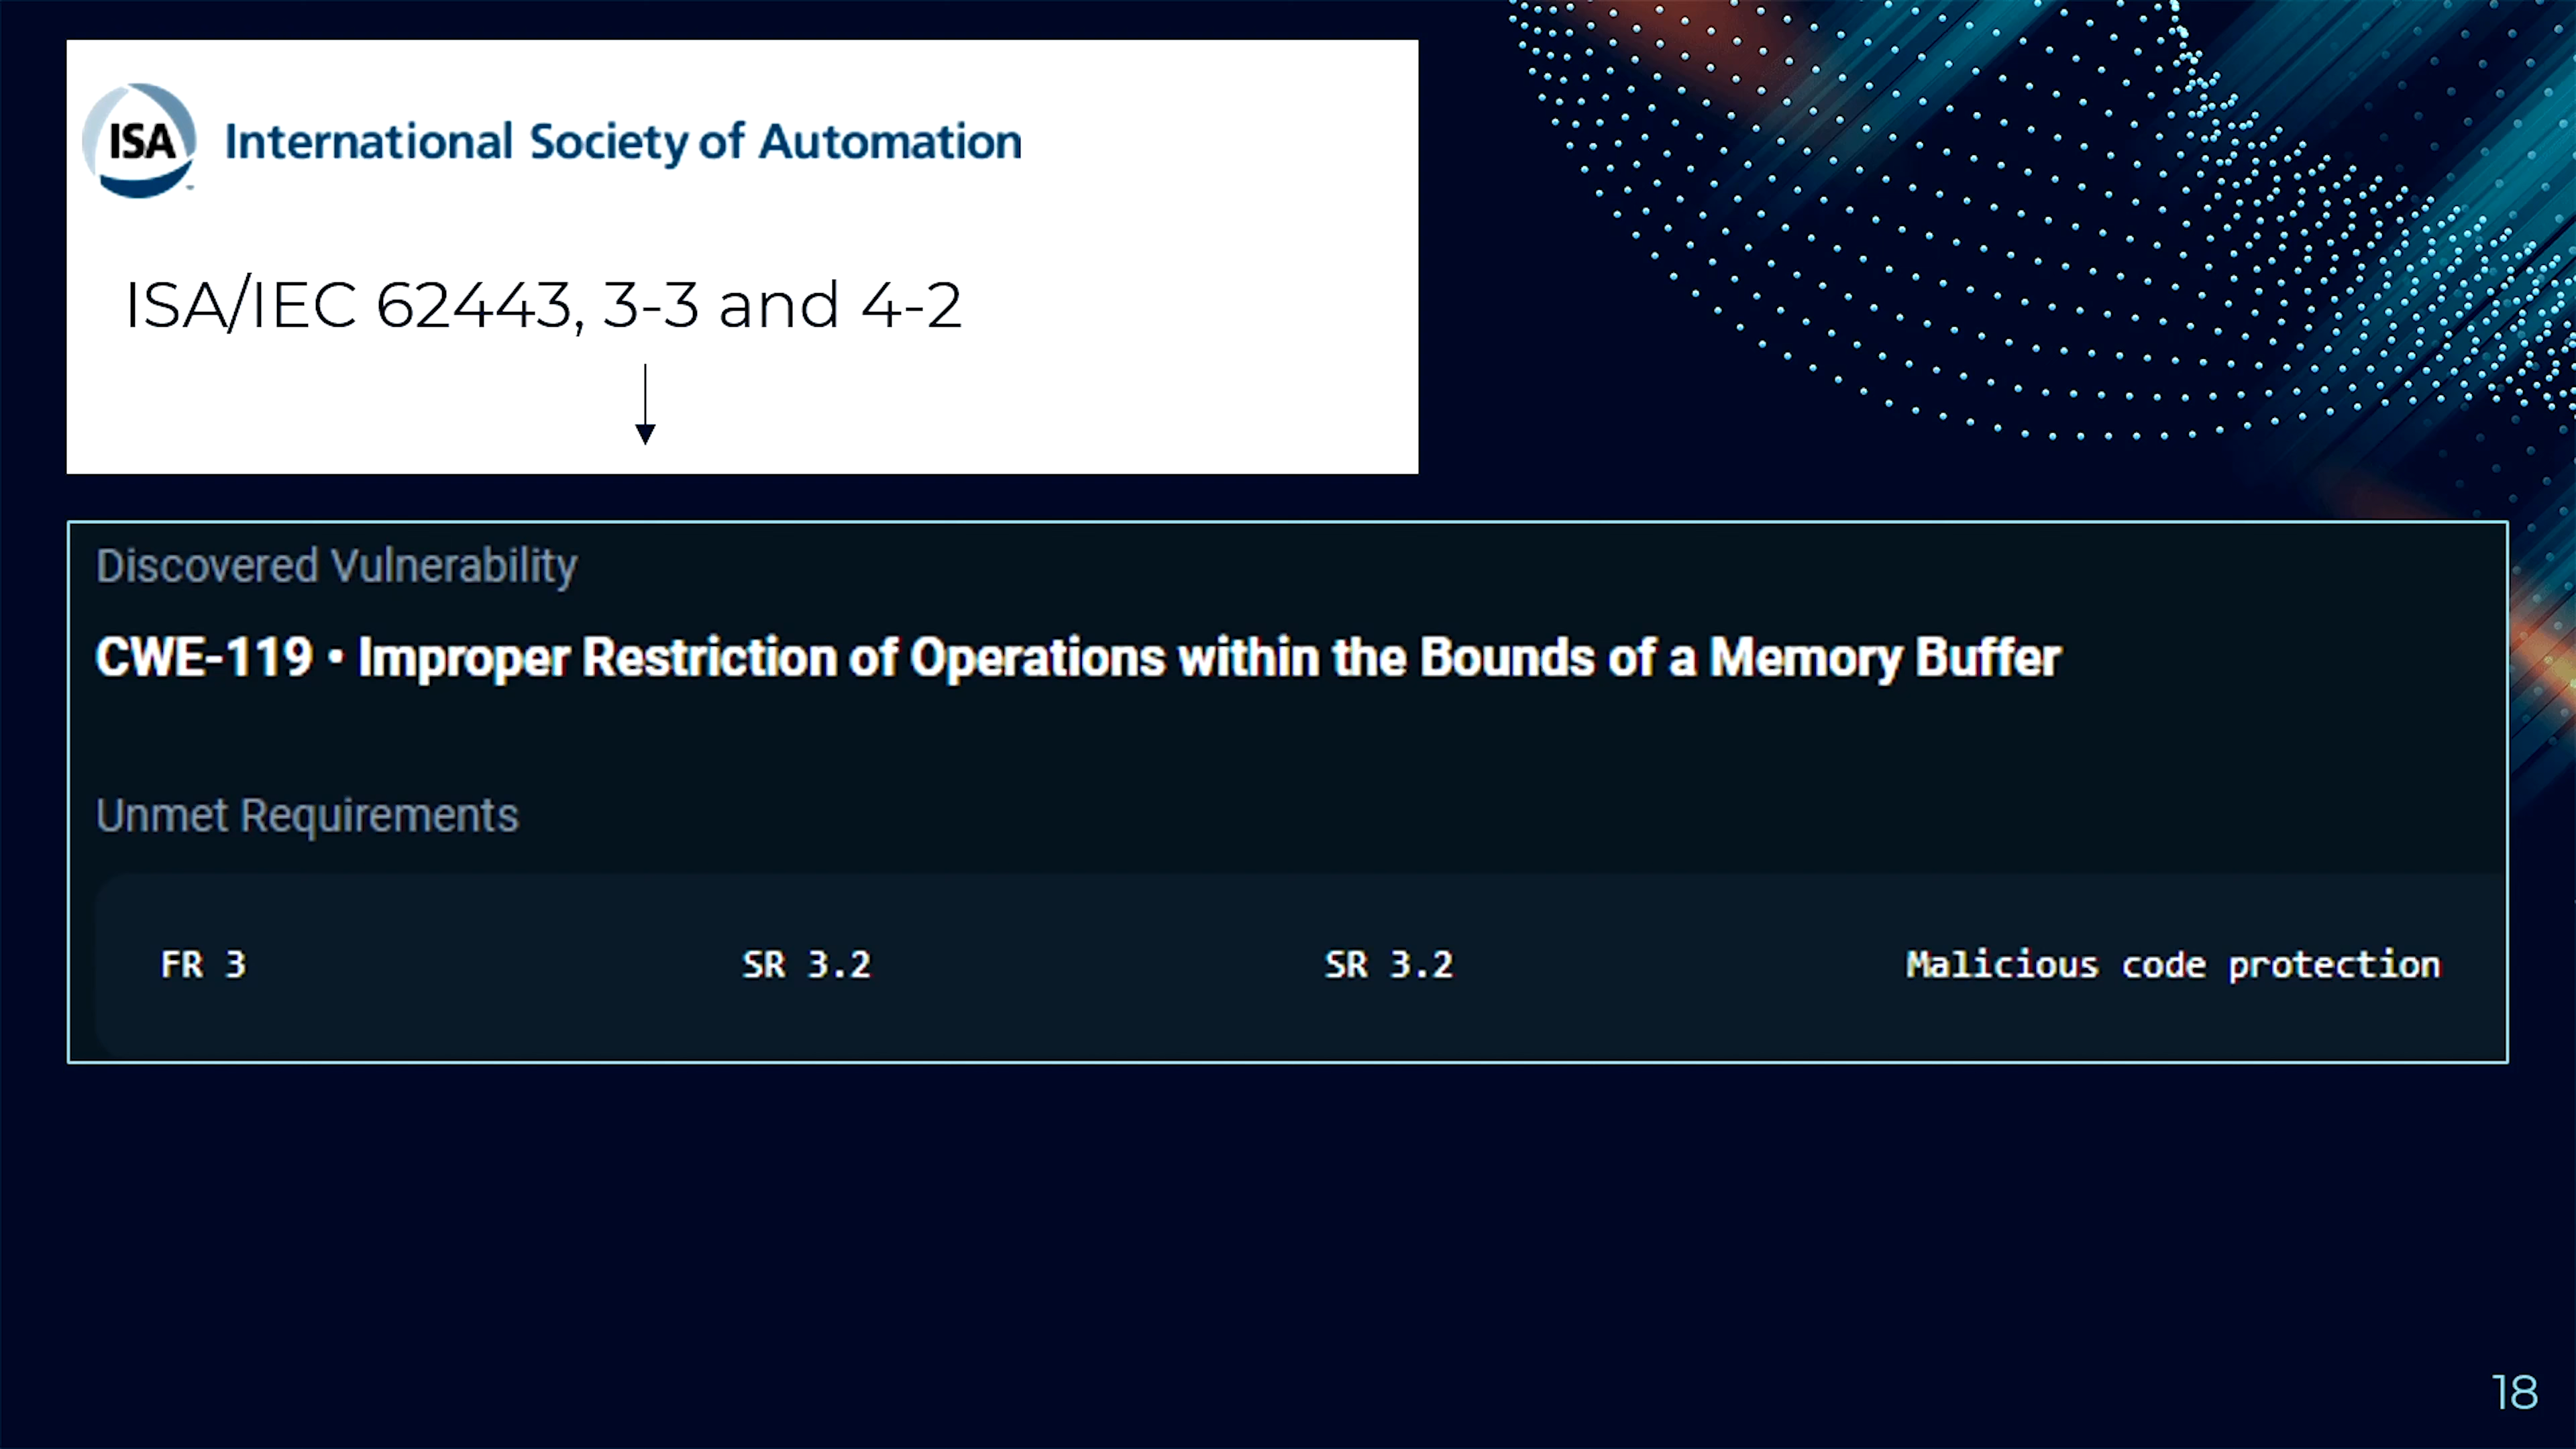 ISA International Society of Automation
ISA/IEC 62443, 3-3 and 4-2
Discovered Vulnerability
CWE-119 • Improper Restriction of Operations within the Bounds of a Memory Buffer
Unmet Requirements
FR 3 SR 3.2 SR 3.2 Malicious code protection
18